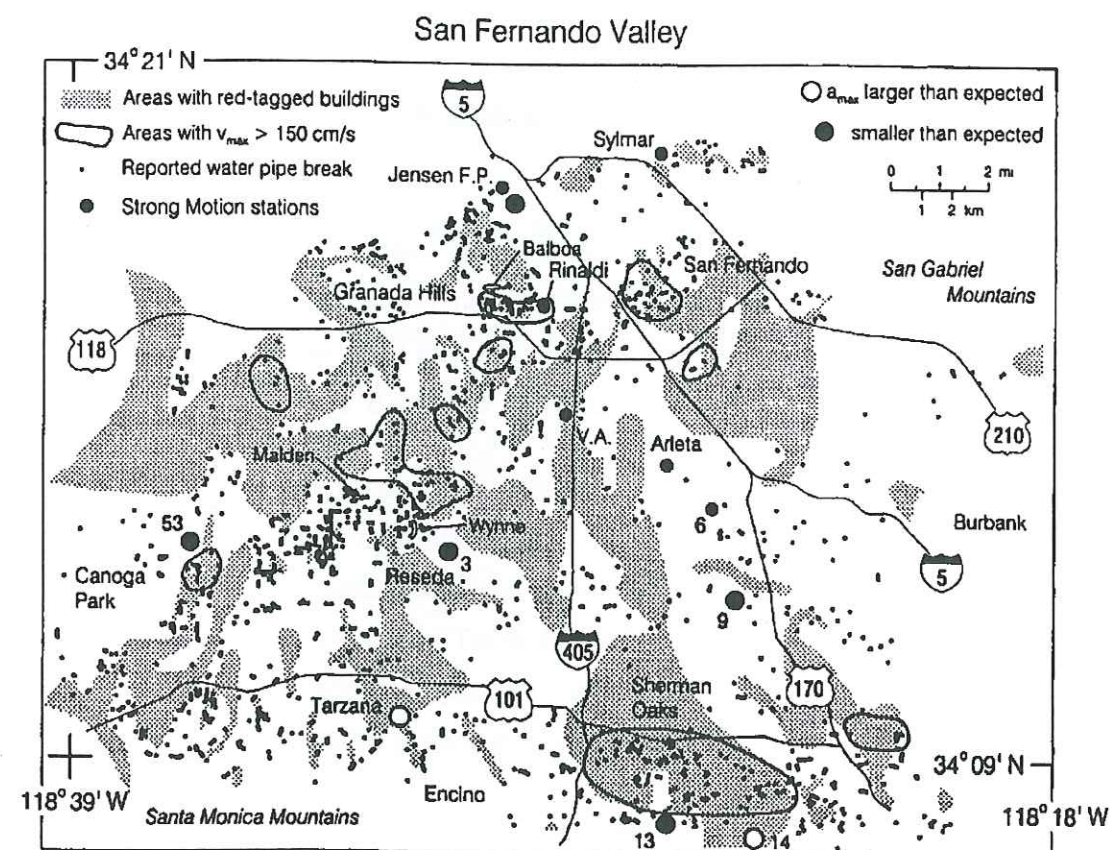 San Fernando Valley
34°21' N
Areas with red-tagged buildings
Areas with vmax > 150 cm/s
Reported water pipe break
Strong Motion stations
5
amax larger than expected
smaller than expected
0 1 2 mi
1 2 km
Sylmar
Jensen F.P.
Balboa
Rinaldi
San Fernando
San Gabriel
Mountains
Granada Hills
118
210
V.A.
Arleta
Malden
53
6
Wynne
Burbank
3
Canoga
Park
Reseda
5
9
405
Sherman
Oaks
170
101
Tarzana
34°09' N
Encino
118°39' W
118°18' W
Santa Monica Mountains
13
14